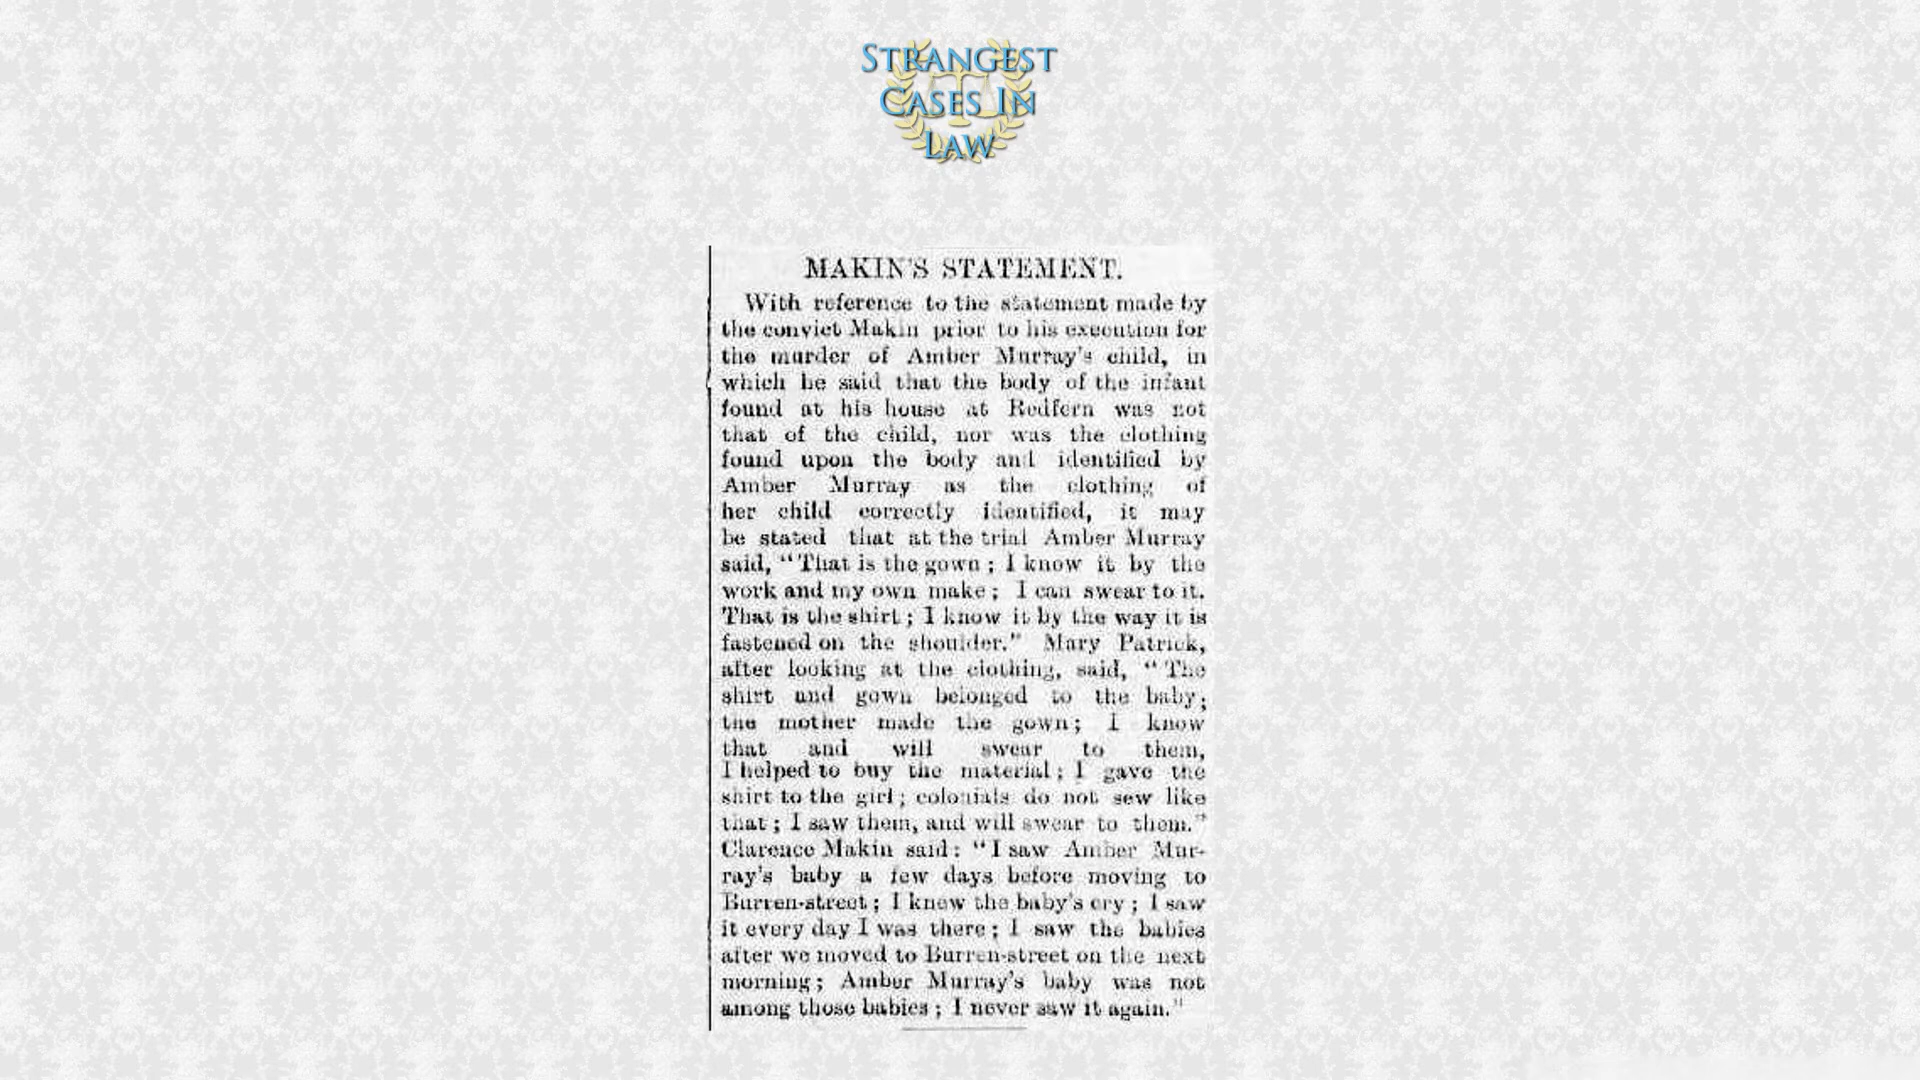 STRANGEST
CASES IN
LAW
MAKIN'S STATEMENT.
With reference to the statement made by
the convict Makin prior to his execution for
the murder of Amber Murray's child, in
which he said that the body of the infant
found at his house at Redfern was not
that of the child, nor was the clothing
found upon the body and identified by
Amber Murray as the clothing of
her child correctly identified, it may
be stated that at the trial Amber Murray
said, "That is the gown; I know it by the
work and my own make; I can swear to it.
That is the shirt; I know it by the way it is
fastened on the shoulder." Mary Patrick,
after looking at the clothing, said, "The
shirt and gown belonged to the baby;
the mother made the gown; I know
that and will swear to them,
I helped to buy the material; I gave the
shirt to the girl; colonials do not sew like
that; I saw them, and will swear to them."
Clarence Makin said: "I saw Amber Mur-
ray's baby a few days before moving to
Burren-street; I knew the baby's cry; I saw
it every day I was there; I saw the babies
after we moved to Burren-street on the next
morning; Amber Murray's baby was not
among those babies; I never saw it again."